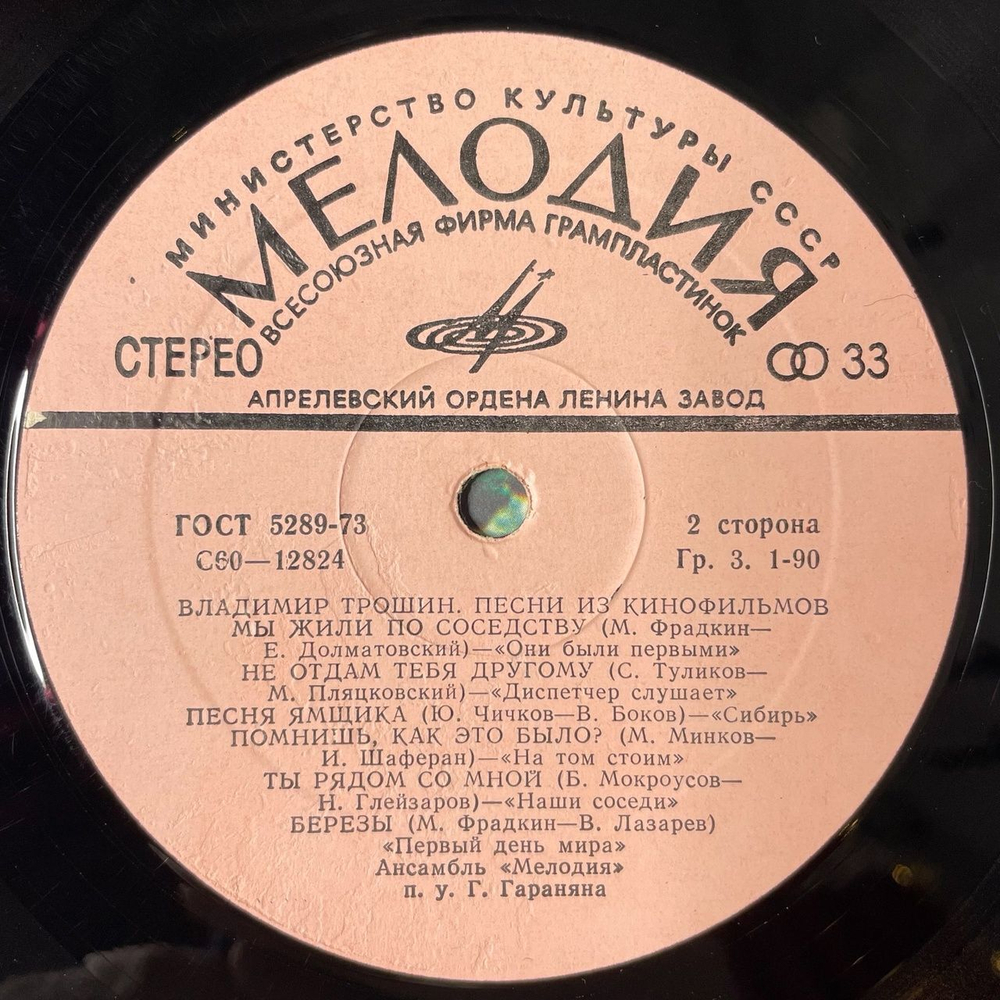 МИНИСТЕРСТВО КУЛЬТУРЫ СССР
МЕЛОДИЯ
ВСЕСОЮЗНАЯ ФИРМА ГРАМПЛАСТИНОК
СТЕРЕО
33
АПРЕЛЕВСКИЙ ОРДЕНА ЛЕНИНА ЗАВОД
ГОСТ 5289-73
2 сторона
С60—12824
Гр. 3. 1-90
ВЛАДИМИР ТРОШИН. ПЕСНИ ИЗ КИНОФИЛЬМОВ
МЫ ЖИЛИ ПО СОСЕДСТВУ (М. Фрадкин—
Е. Долматовский)—«Они были первыми»
НЕ ОТДАМ ТЕБЯ ДРУГОМУ (С. Туликов—
М. Пляцковский)—«Диспетчер слушает»
ПЕСНЯ ЯМЩИКА (Ю. Чичков—В. Боков)—«Сибирь»
ПОМНИШЬ, КАК ЭТО БЫЛО? (М. Минков—
И. Шаферан)—«На том стоим»
ТЫ РЯДОМ СО МНОЙ (Б. Мокроусов—
Н. Глейзаров)—«Наши соседи»
БЕРЕЗЫ (М. Фрадкин—В. Лазарев)
«Первый день мира»
Ансамбль «Мелодия»
п. у. Г. Гараняна